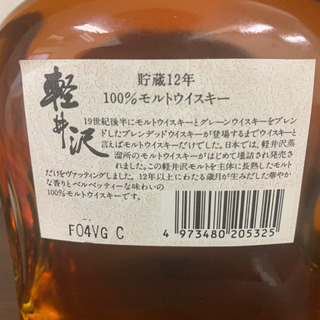 軽井沢
貯蔵12年
100%モルトウイスキー
19世紀後半にモルトウイスキーとグレーンウイスキーをブレン
ドしたブレンデッドウイスキーが登場するまでウイスキーと
言えばモルトウイスキーだけでした。日本では、軽井沢蒸
溜所のモルトウイスキーがはじめて壜詰され発売さ
れました。この軽井沢モルトを主体に長熟したモルト
だけをヴァッティングしました。12年以上にわたる歳月が生みだした華やか
な香りとベルベッティーな味わいの
100%モルトウイスキーです。
F04VG C
4 973480 205325